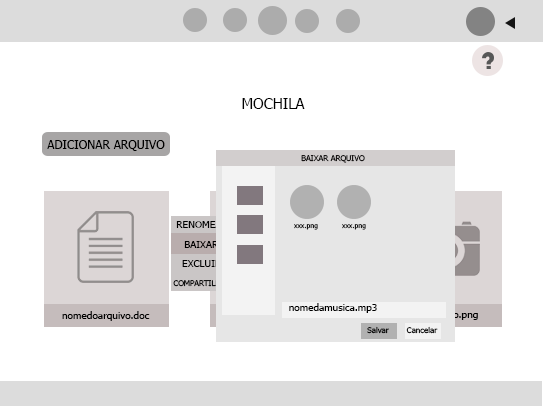 ?
MOCHILA
ADICIONAR ARQUIVO
BAIXAR ARQUIVO
xxx.png xxx.png
RENOME
BAIXAR
EXCLUI
COMPARTIL
nomedamusica.mp3
nomedoarquivo.doc
o.png
Salvar Cancelar